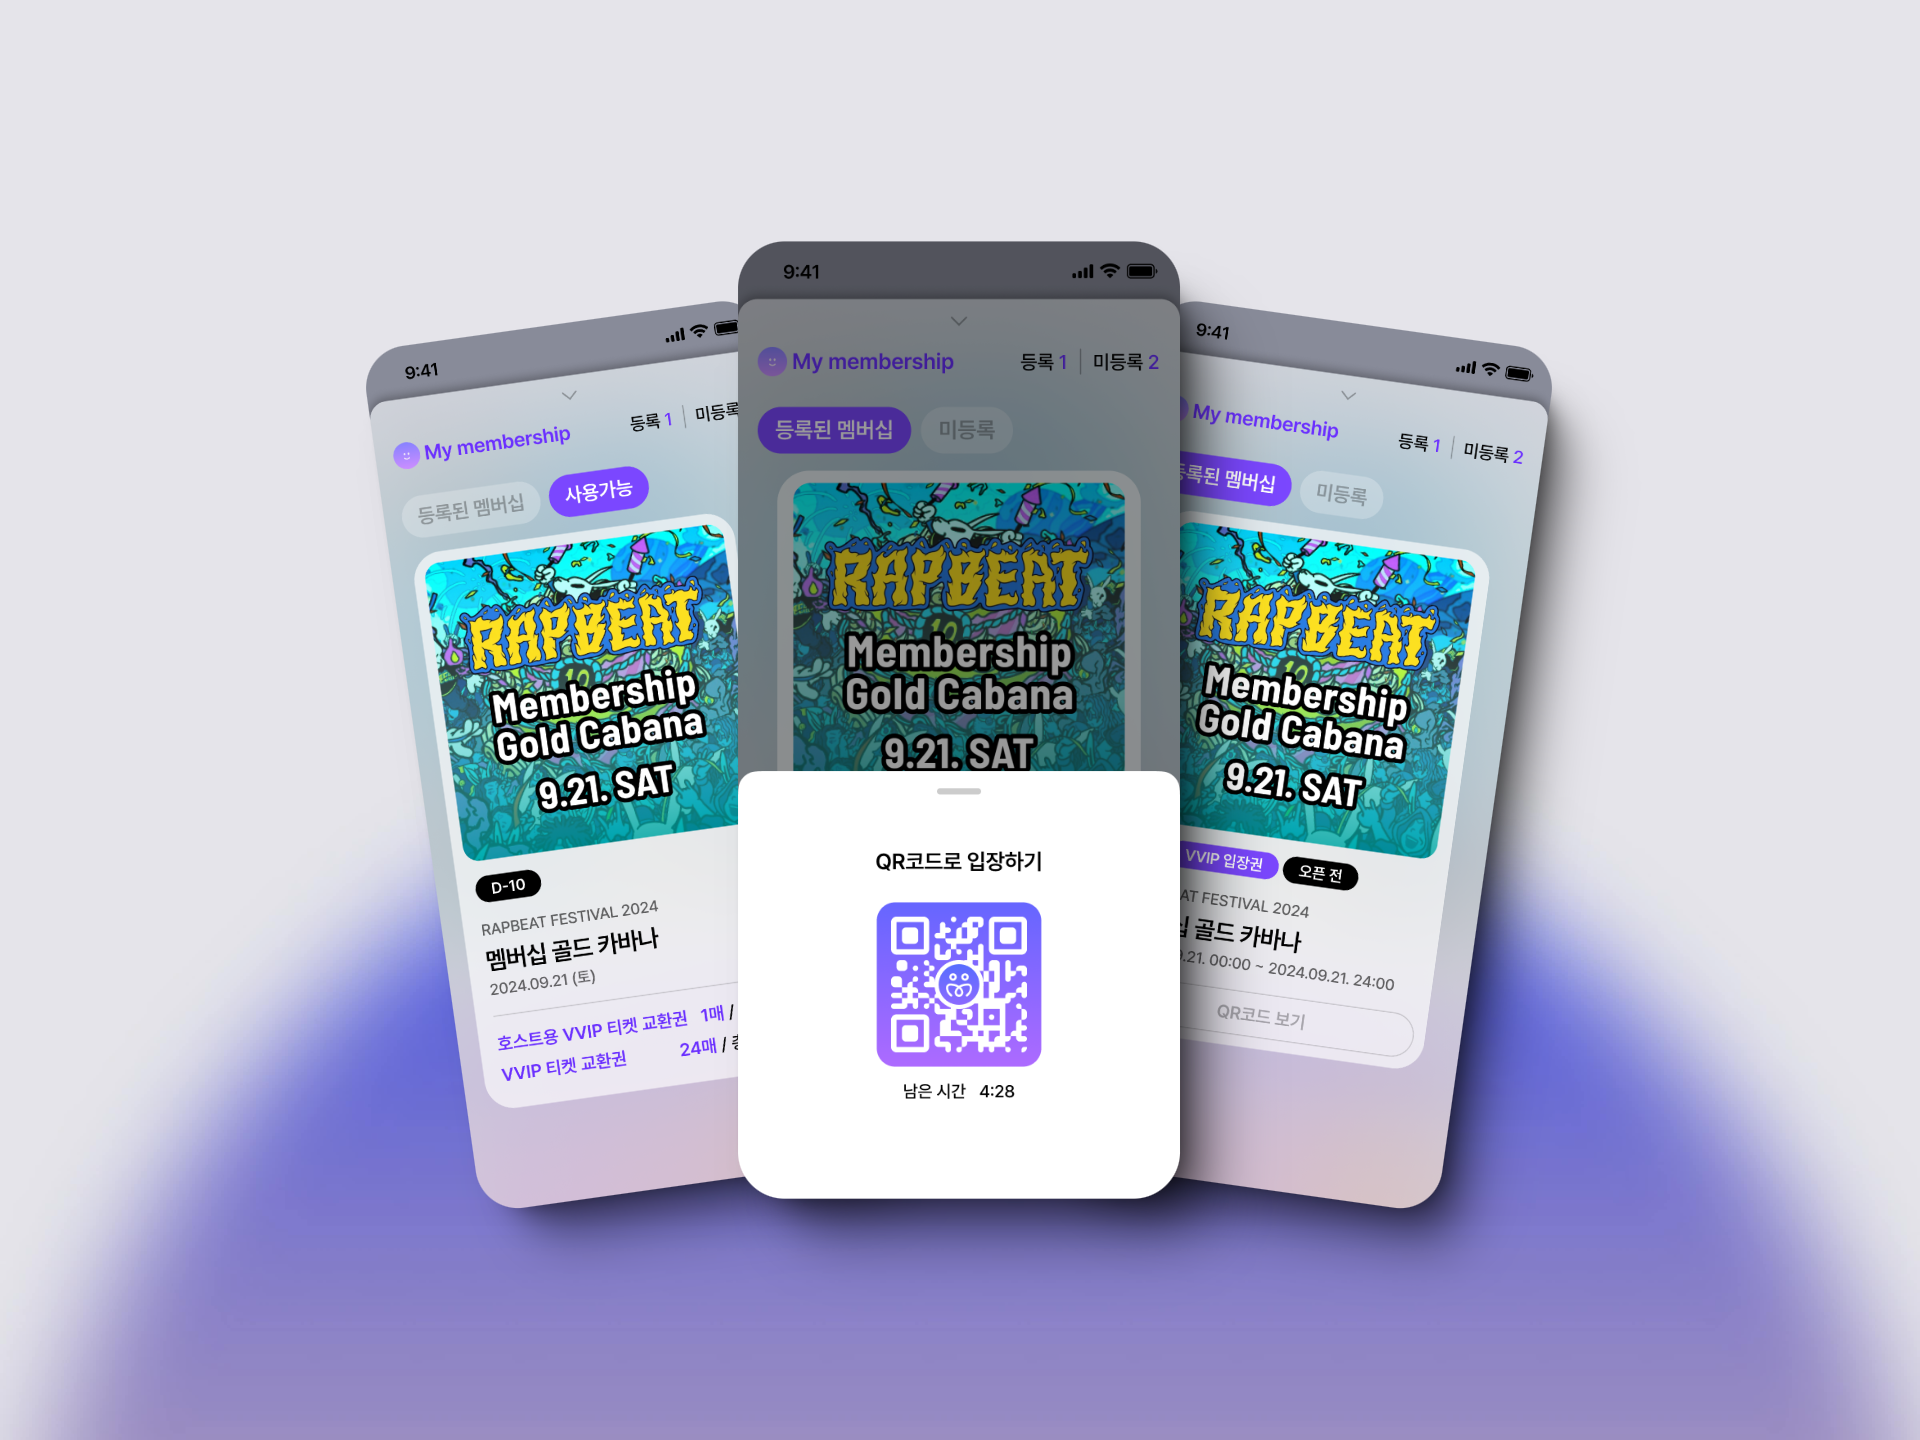 9:41
My membership
등록 1 미등록
등록된 멤버십 사용가능
RAPBEAT
10
Membership
Gold Cabana
9.21. SAT
D-10
RAPBEAT FESTIVAL 2024
멤버십 골드 카바나
2024.09.21 (토)
호스트용 VVIP 티켓 교환권 1매 /
VVIP 티켓 교환권 24매 /
9:41
My membership
등록 1 미등록 2
등록된 멤버십 미등록
RAPBEAT
10
Membership
Gold Cabana
9.21. SAT
QR코드로 입장하기
남은 시간 4:28
9:41
My membership
등록 1 미등록 2
등록된 멤버십 미등록
RAPBEAT
10
Membership
Gold Cabana
9.21. SAT
VVIP 입장권 오픈 전
AT FESTIVAL 2024
십 골드 카바나
9.21. 00:00 ~ 2024.09.21. 24:00
QR코드 보기